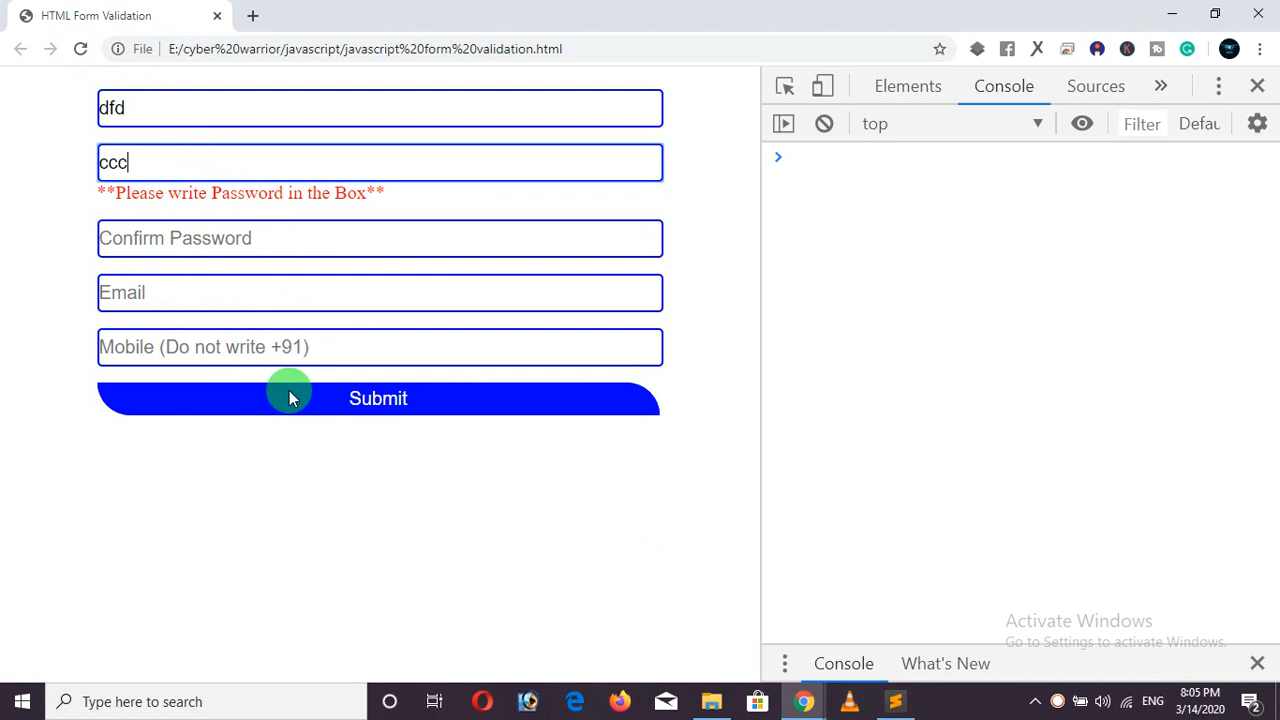 HTML Form Validation
File
E:/cyber%20warrior/javascript/javascript%20form%20validation.html
dfd
ccc
**Please write Password in the Box**
Confirm Password
Email
Mobile (Do not write +91)
Submit
Elements
Console
Sources
top
Filter
Defau
Activate Windows
Go to Settings to activate Windows.
Console
What's New
Type here to search
ENG
8:05 PM
3/14/2020
2